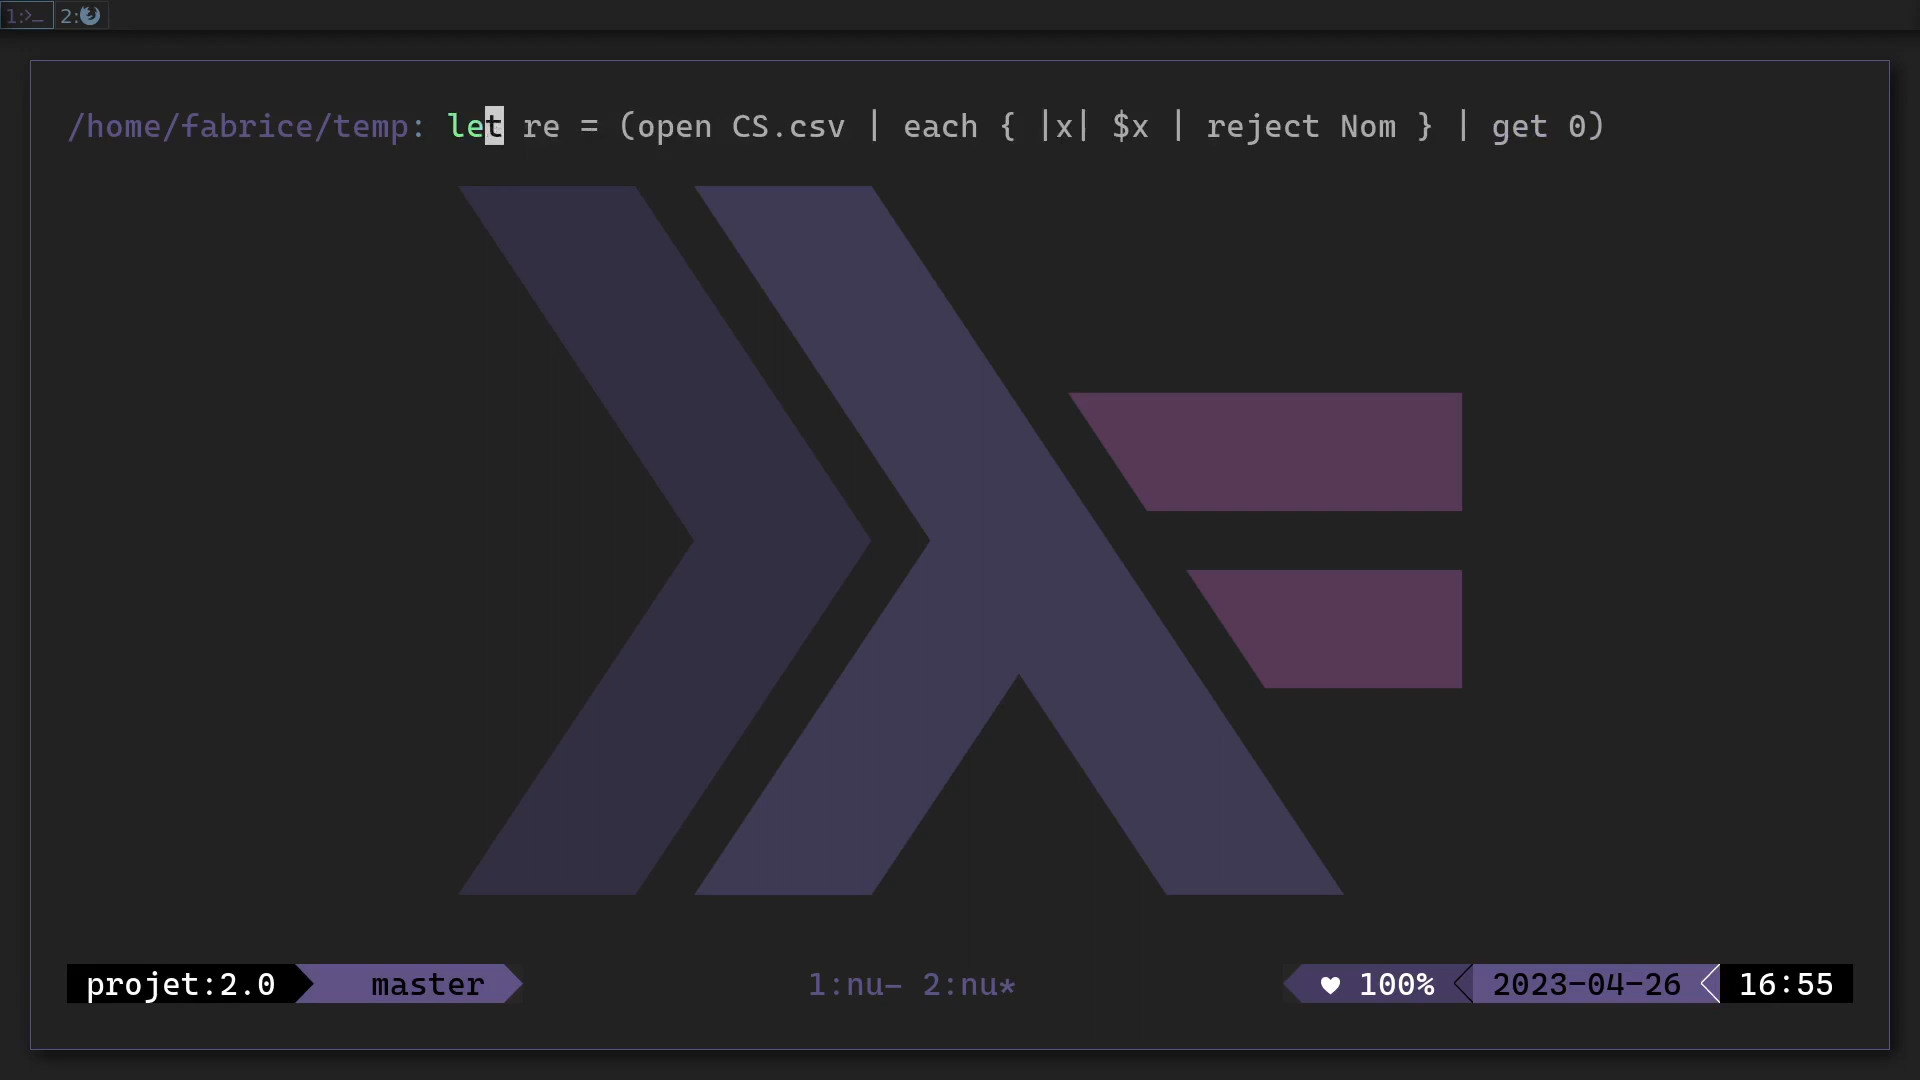 1:>_ 2:
/home/fabrice/temp: let re = (open CS.csv | each { |x| $x | reject Nom } | get 0)
projet:2.0 master 1:nu- 2:nu* ♥ 100% 2023-04-26 16:55